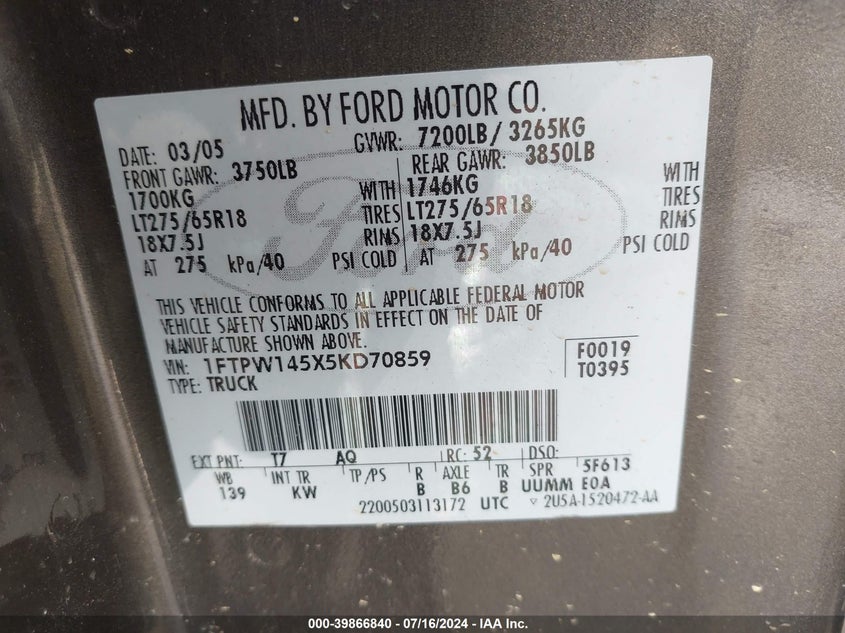 MFD. BY FORD MOTOR CO.
DATE: 03/05 GVWR: 7200LB/ 3265KG
FRONT GAWR: 3750LB REAR GAWR: 3850LB
1700KG WITH 1746KG WITH
LT275/65R18 TIRES LT275/65R18 TIRES
18X7.5J RIMS 18X7.5J RIMS
AT 275 kPa/40 PSI COLD AT 275 kPa/40 PSI COLD
Ford
THIS VEHICLE CONFORMS TO ALL APPLICABLE FEDERAL MOTOR
VEHICLE SAFETY STANDARDS IN EFFECT ON THE DATE OF
MANUFACTURE SHOWN ABOVE.
VIN: 1FTPW145X5KD70859 F0019
TYPE: TRUCK T0395
EXT PNT: T7 AQ RC: 52 DSO:
WB INT TR TP/PS R AXLE TR SPR 5F613
139 KW B B6 B UUMM E0A
2200503113172 UTC ▽ 2U5A-1520472-AA
000-39866840 - 07/16/2024 - IAA Inc.